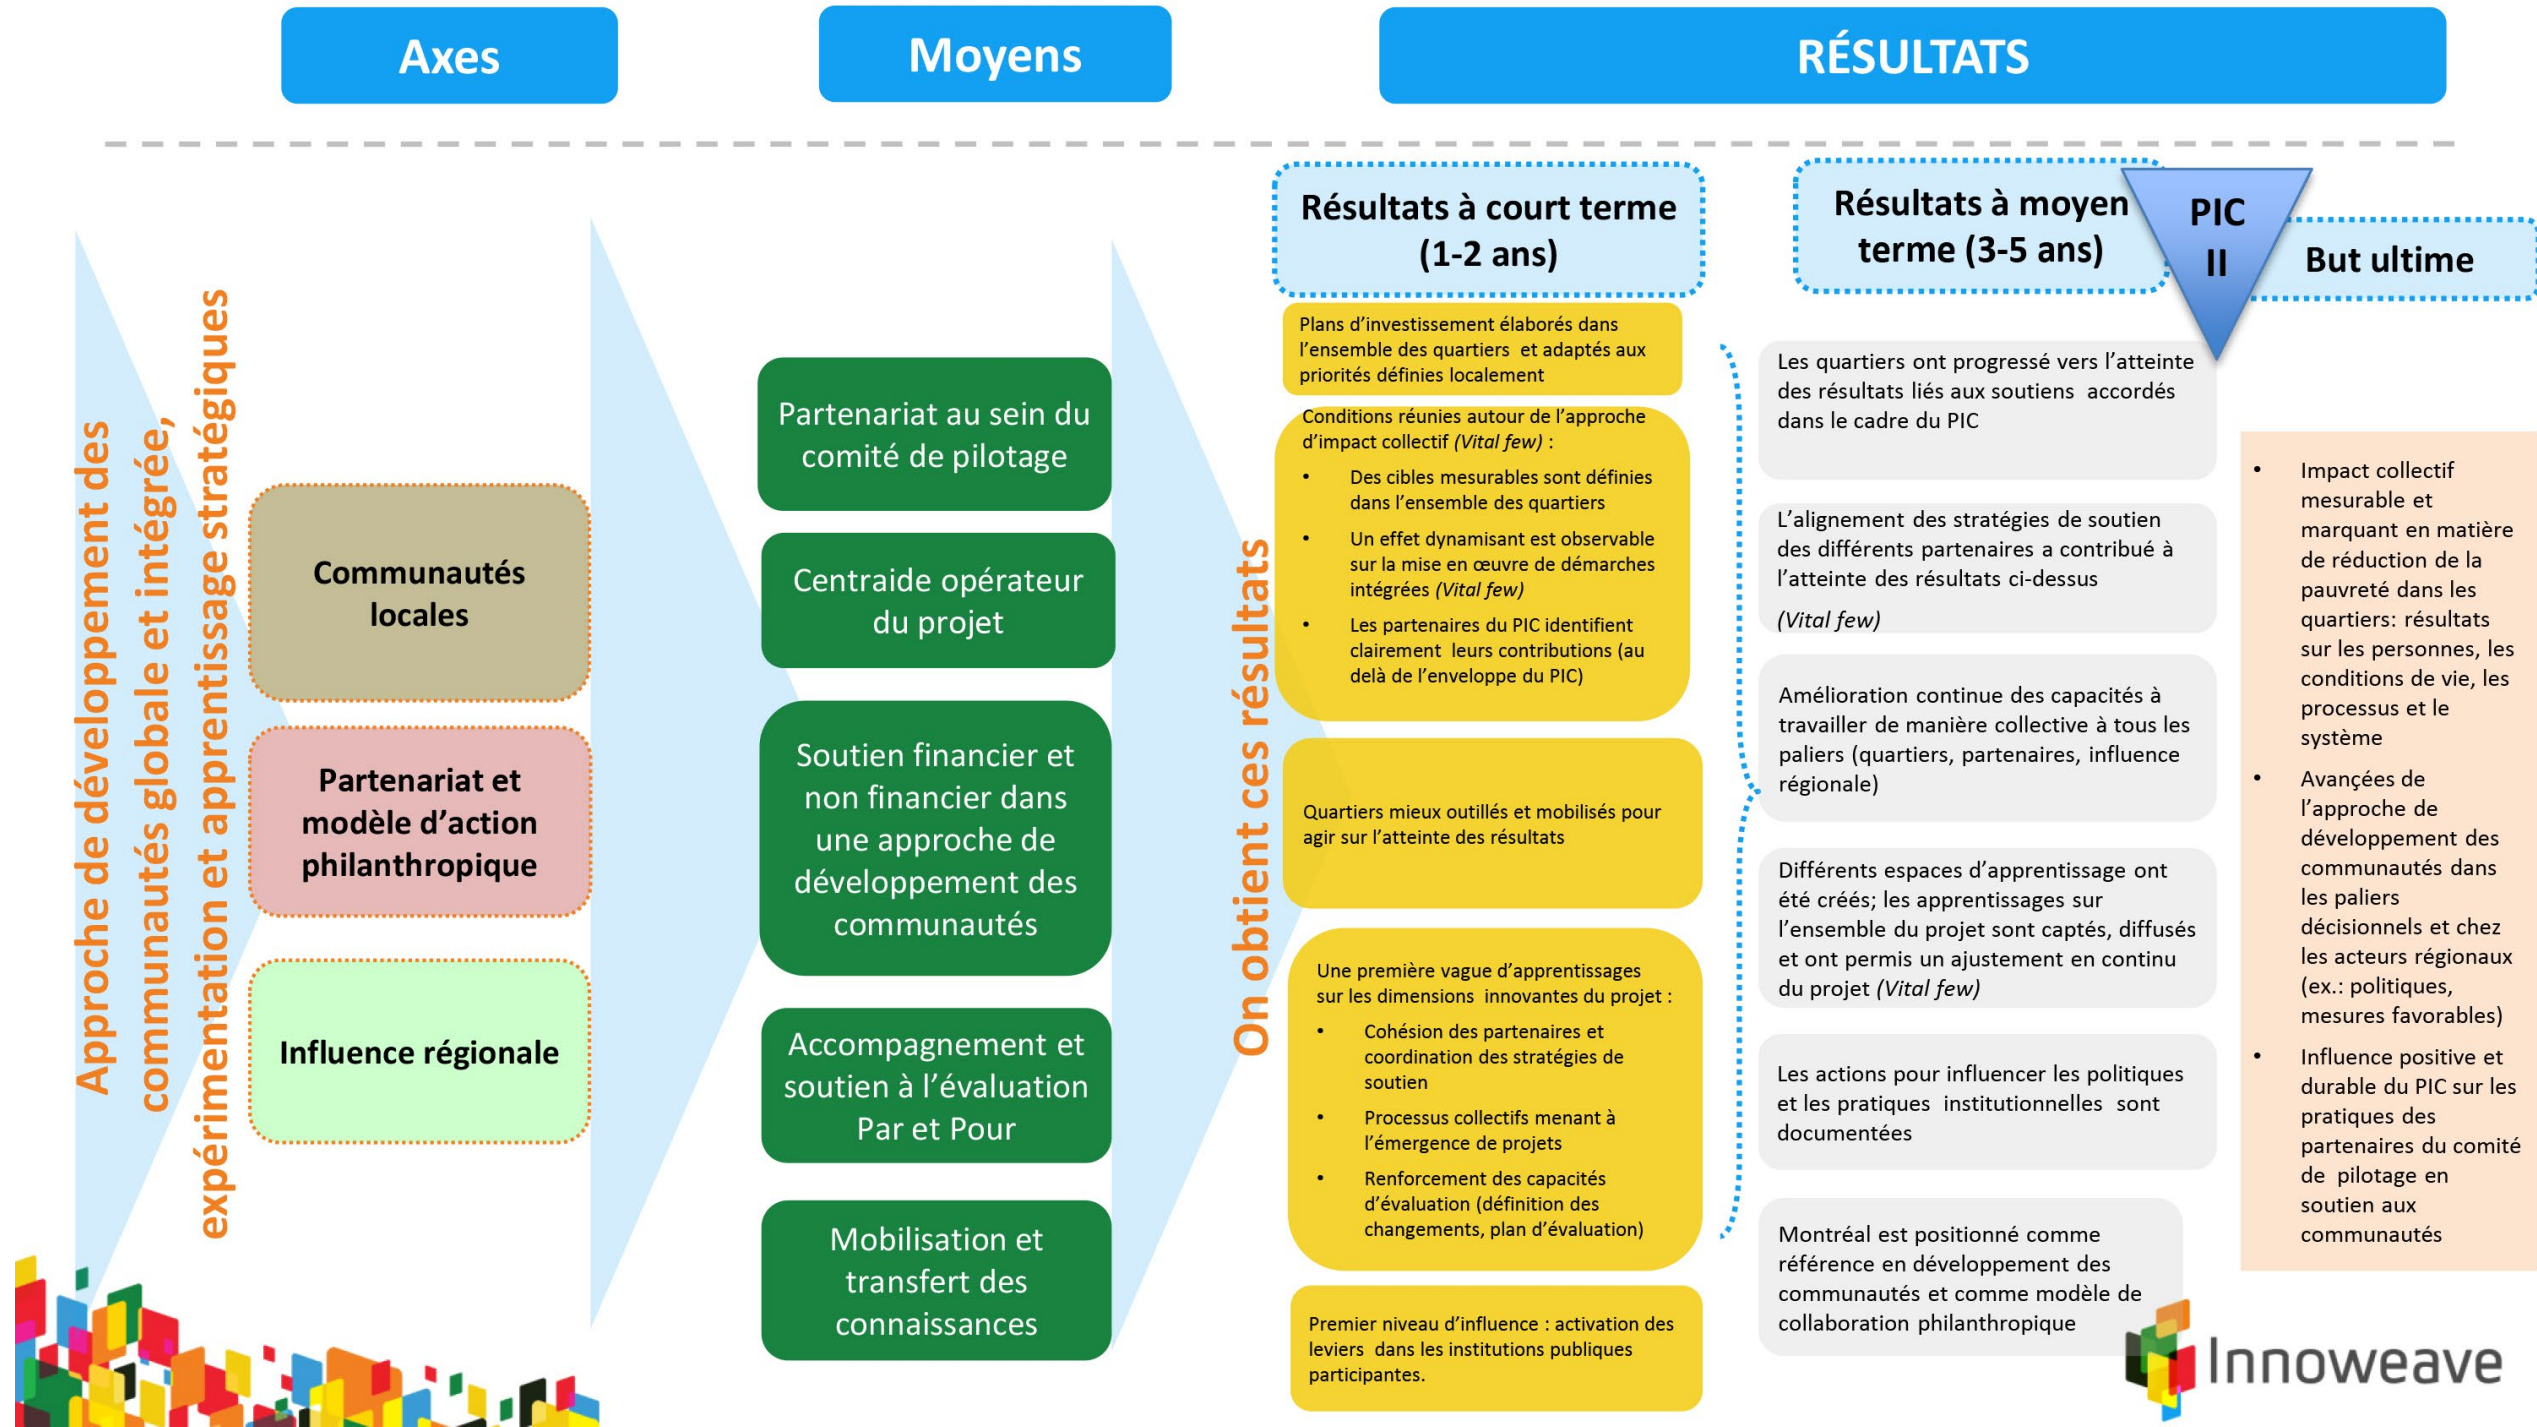 Axes
Moyens
RÉSULTATS
Approche de développement des
communautés globale et intégrée,
expérimentation et apprentissage stratégiques
Communautés
locales
Partenariat et
modèle d’action
philanthropique
Influence régionale
Partenariat au sein du
comité de pilotage
Centraide opérateur
du projet
Soutien financier et
non financier dans
une approche de
développement des
communautés
Accompagnement et
soutien à l’évaluation
Par et Pour
Mobilisation et
transfert des
connaissances
On obtient ces résultats
Résultats à court terme
(1-2 ans)
Plans d’investissement élaborés dans
l’ensemble des quartiers et adaptés aux
priorités définies localement
Conditions réunies autour de l’approche
d’impact collectif (Vital few) :
• Des cibles mesurables sont définies
dans l’ensemble des quartiers
• Un effet dynamisant est observable
sur la mise en œuvre de démarches
intégrées (Vital few)
• Les partenaires du PIC identifient
clairement leurs contributions (au
delà de l’enveloppe du PIC)
Quartiers mieux outillés et mobilisés pour
agir sur l’atteinte des résultats
Une première vague d’apprentissages
sur les dimensions innovantes du projet :
• Cohésion des partenaires et
coordination des stratégies de
soutien
• Processus collectifs menant à
l’émergence de projets
• Renforcement des capacités
d’évaluation (définition des
changements, plan d’évaluation)
Premier niveau d’influence : activation des
leviers dans les institutions publiques
participantes.
Résultats à moyen
terme (3-5 ans)
Les quartiers ont progressé vers l’atteinte
des résultats liés aux soutiens accordés
dans le cadre du PIC
L’alignement des stratégies de soutien
des différents partenaires a contribué à
l’atteinte des résultats ci-dessus
(Vital few)
Amélioration continue des capacités à
travailler de manière collective à tous les
paliers (quartiers, partenaires, influence
régionale)
Différents espaces d’apprentissage ont
été créés; les apprentissages sur
l’ensemble du projet sont captés, diffusés
et ont permis un ajustement en continu
du projet (Vital few)
Les actions pour influencer les politiques
et les pratiques institutionnelles sont
documentées
Montréal est positionné comme
référence en développement des
communautés et comme modèle de
collaboration philanthropique
PIC
II
But ultime
• Impact collectif
mesurable et
marquant en matière
de réduction de la
pauvreté dans les
quartiers: résultats
sur les personnes, les
conditions de vie, les
processus et le
système
• Avançées de
l’approche de
développement des
communautés dans
les paliers
décisionnels et chez
les acteurs régionaux
(ex.: politiques,
mesures favorables)
• Influence positive et
durable du PIC sur les
pratiques des
partenaires du comité
de pilotage en
soutien aux
communautés
Innoweave